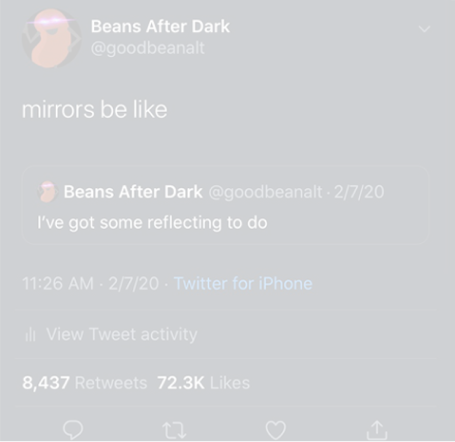 Beans After Dark
@goodbeanalt
mirrors be like
Beans After Dark @goodbeanalt · 2/7/20
I've got some reflecting to do
11:26 AM · 2/7/20 · Twitter for iPhone
View Tweet activity
8,437 Retweets 72.3K Likes